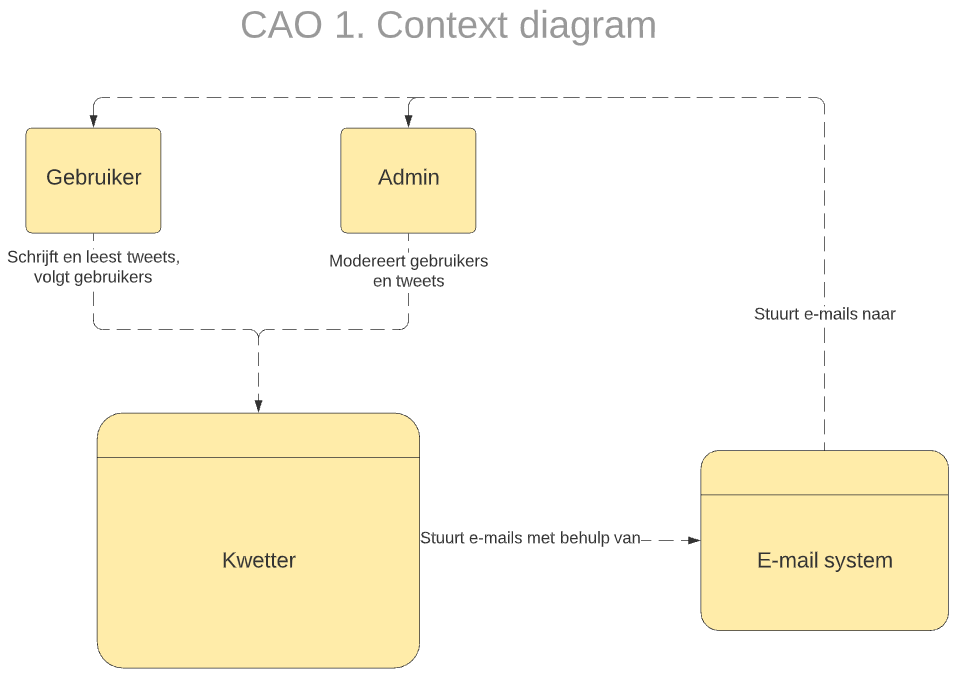 CAO 1. Context diagram
Gebruiker
Admin
Schrijft en leest tweets,
volgt gebruikers
Modereert gebruikers
en tweets
Stuurt e-mails naar
Kwetter
Stuurt e-mails met behulp van
E-mail system